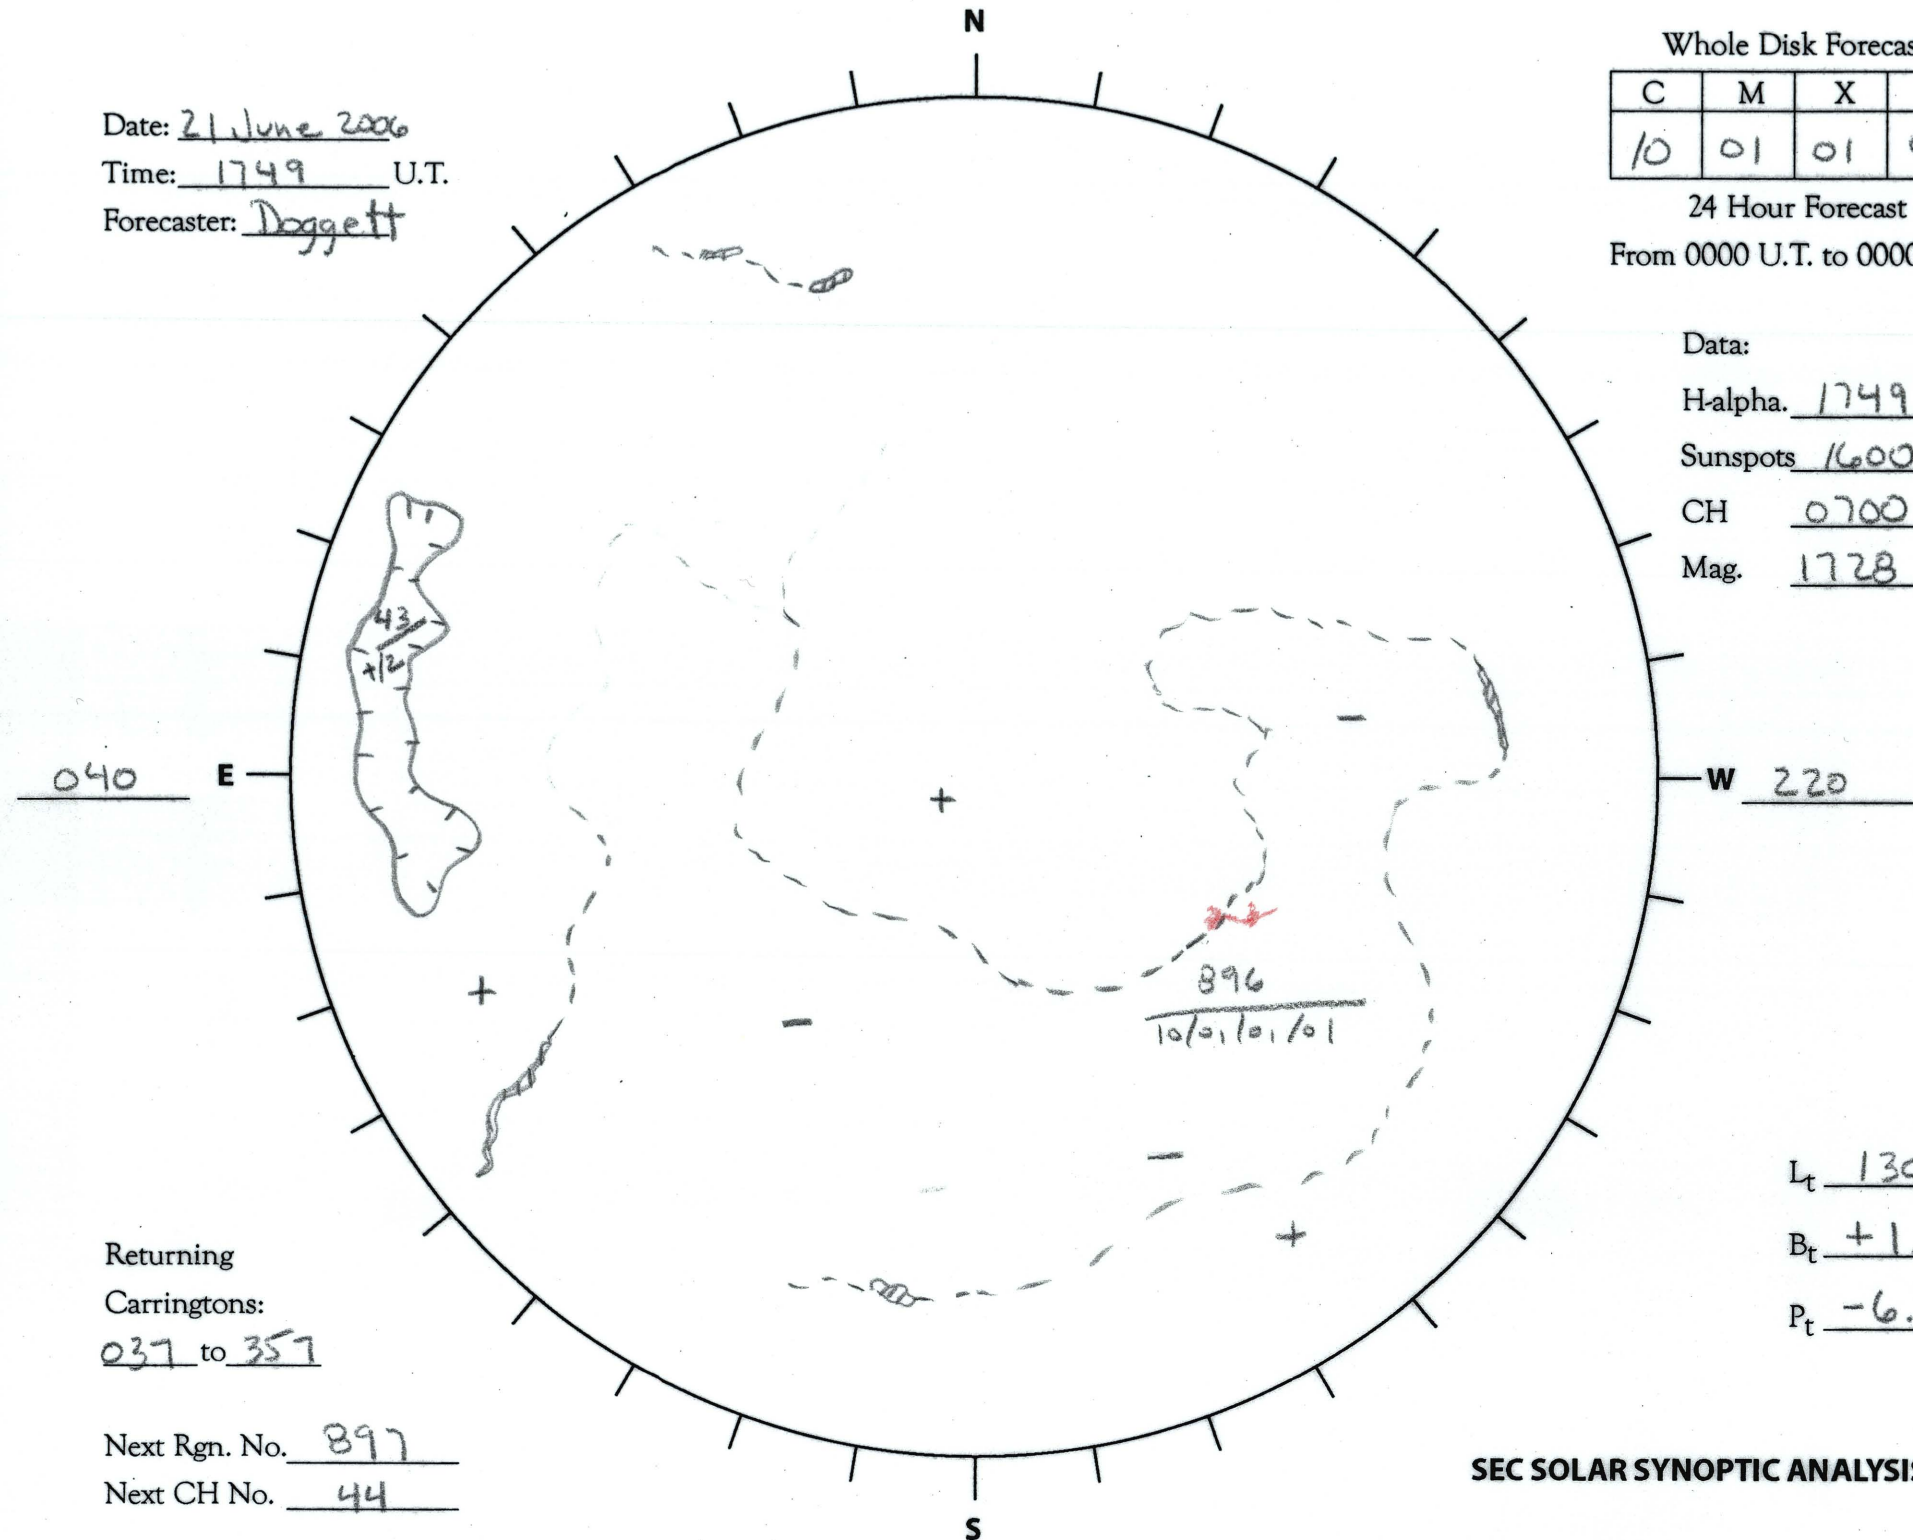 N
Whole Disk Forecas
C M X
10 01 01
24 Hour Forecast
From 0000 U.T. to 0000
Date: 21 June 2006
Time: 1749 U.T.
Forecaster: Doggett
Data:
H-alpha. 1749
Sunspots 1600
CH 0700
Mag. 1728
43
+12
040 E
W 220
+
-
896
10/01/01/01
+
-
-
+
Lt 130
Bt +1.
Pt -6.
Returning
Carringtons:
037 to 357
Next Rgn. No. 897
Next CH No. 44
SEC SOLAR SYNOPTIC ANALYSIS
S